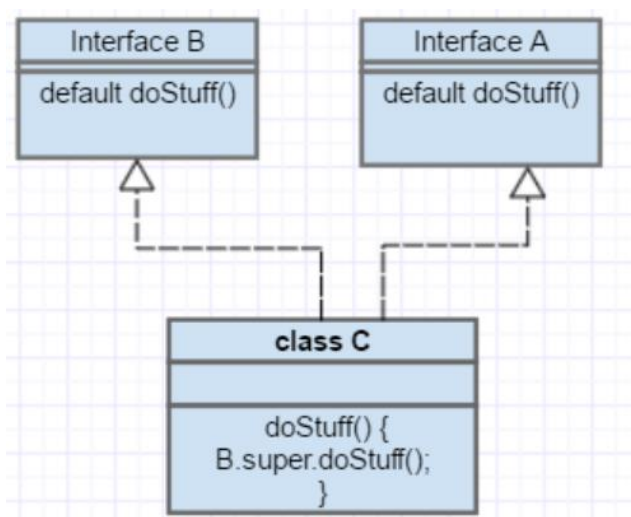 Interface B
default doStuff()
Interface A
default doStuff()
class C
doStuff() {
B.super.doStuff();
}